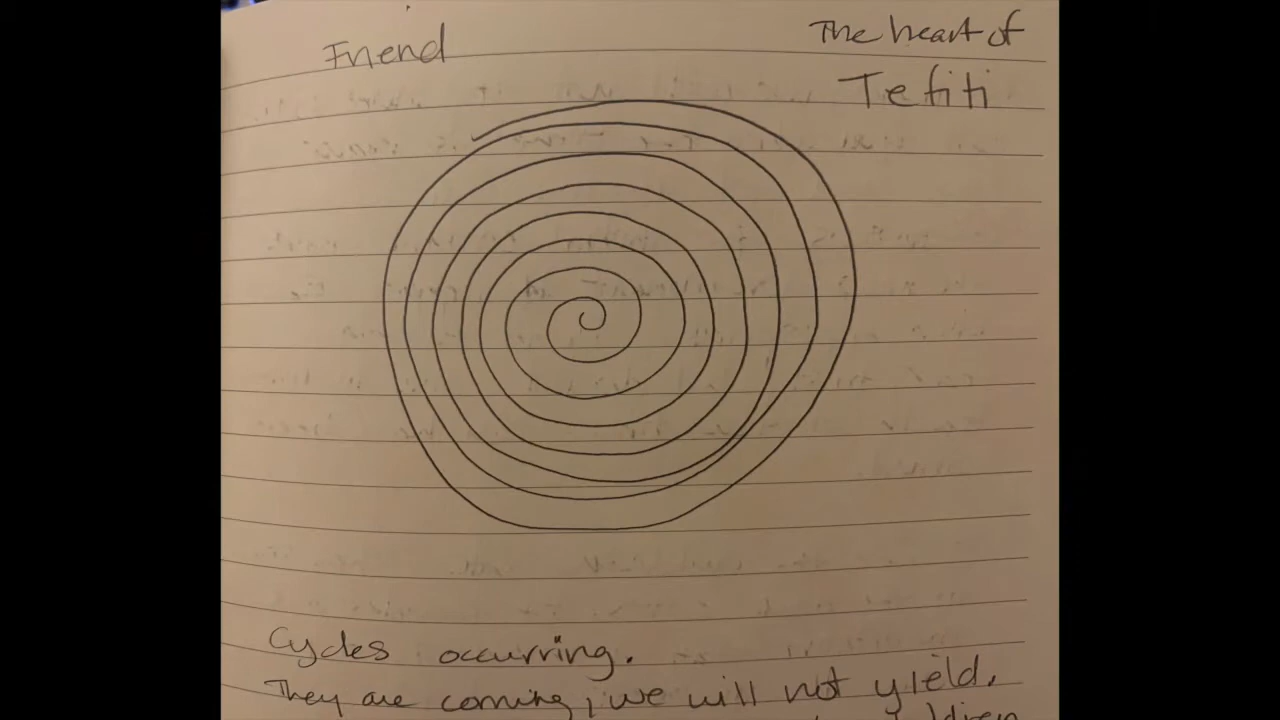 Friend
The heart of
Tefiti
Cycles occurring.
They are coming, we will not yield.